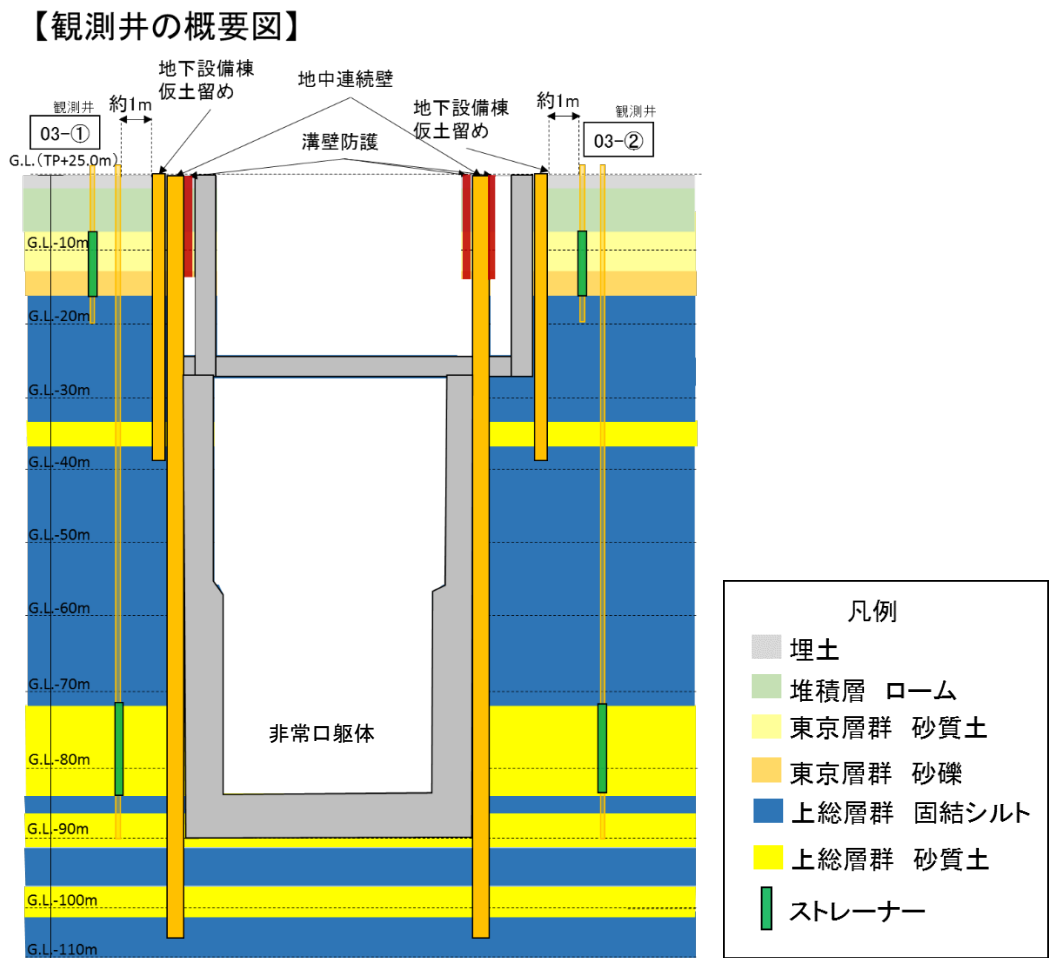 【観測井の概要図】
地下設備棟
仮土留め
地中連続壁
地下設備棟
仮土留め
観測井
約1m
約1m
観測井
03-①
溝壁防護
03-②
G.L.(TP+25.0m)
G.L.-10m
G.L.-20m
G.L.-30m
G.L.-40m
G.L.-50m
G.L.-60m
G.L.-70m
非常口躯体
G.L.-80m
G.L.-90m
G.L.-100m
G.L.-110m
凡例
埋土
堆積層 ローム
東京層群 砂質土
東京層群 砂礫
上総層群 固結シルト
上総層群 砂質土
ストレーナー